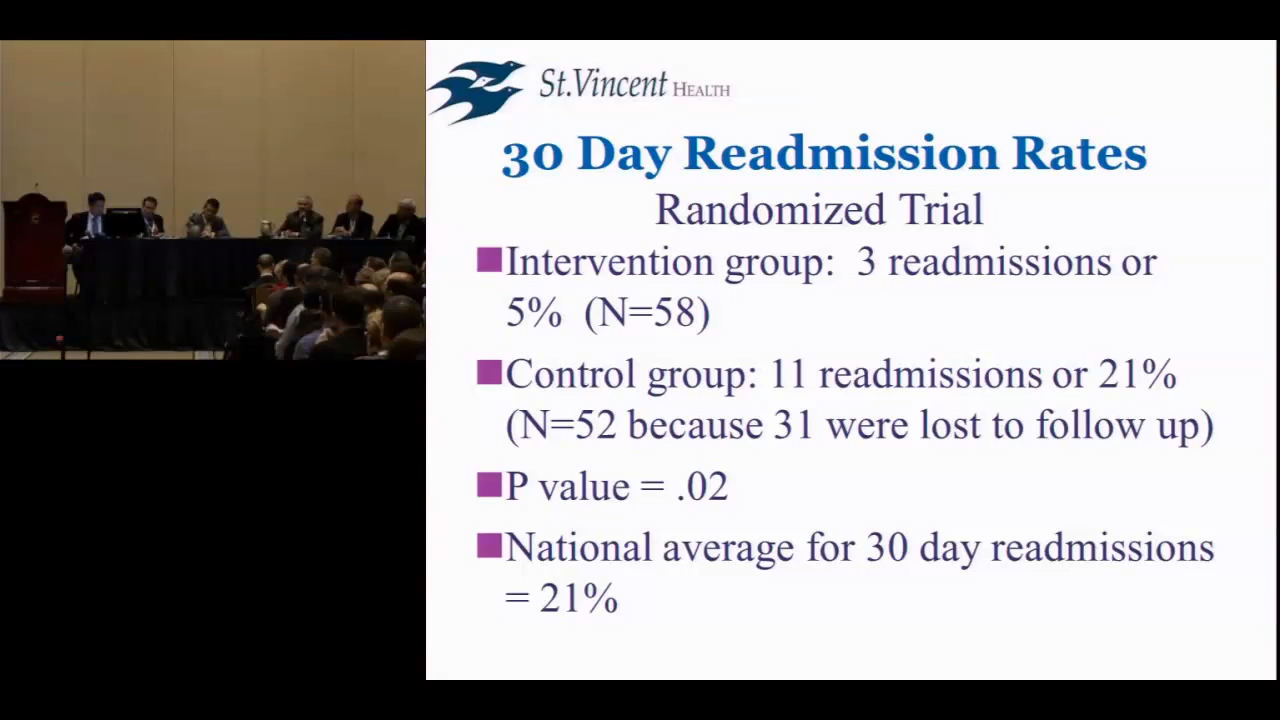 St.Vincent HEALTH
30 Day Readmission Rates
Randomized Trial
Intervention group: 3 readmissions or
5% (N=58)
Control group: 11 readmissions or 21%
(N=52 because 31 were lost to follow up)
P value = .02
National average for 30 day readmissions
= 21%